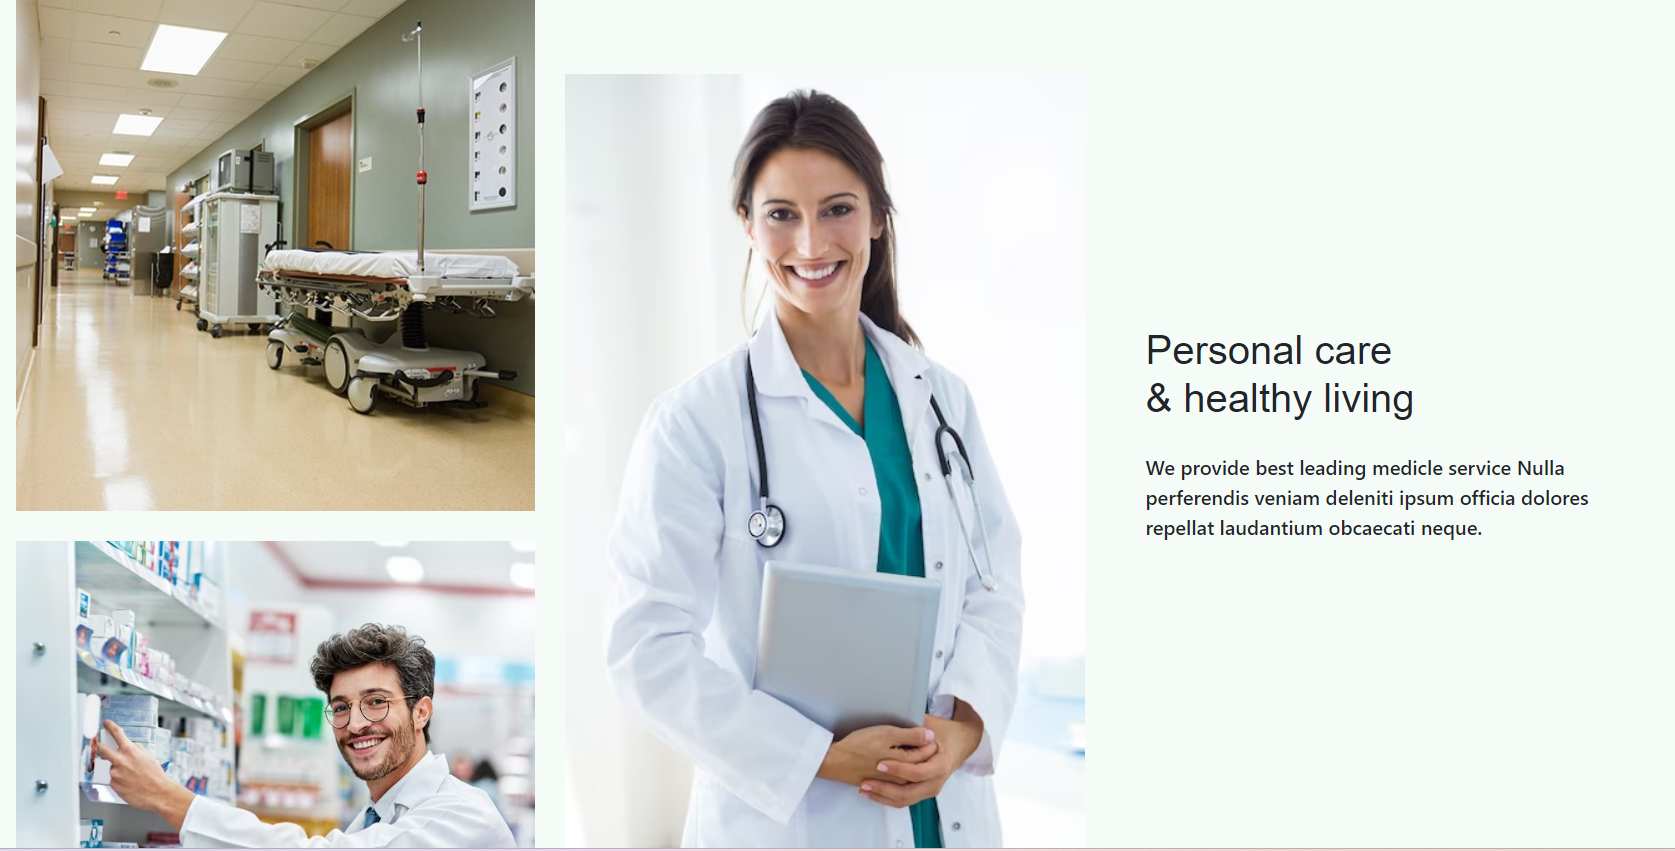 Personal care
& healthy living
We provide best leading medicle service Nulla
perferendis veniam deleniti ipsum officia dolores
repellat laudantium obcaecati neque.